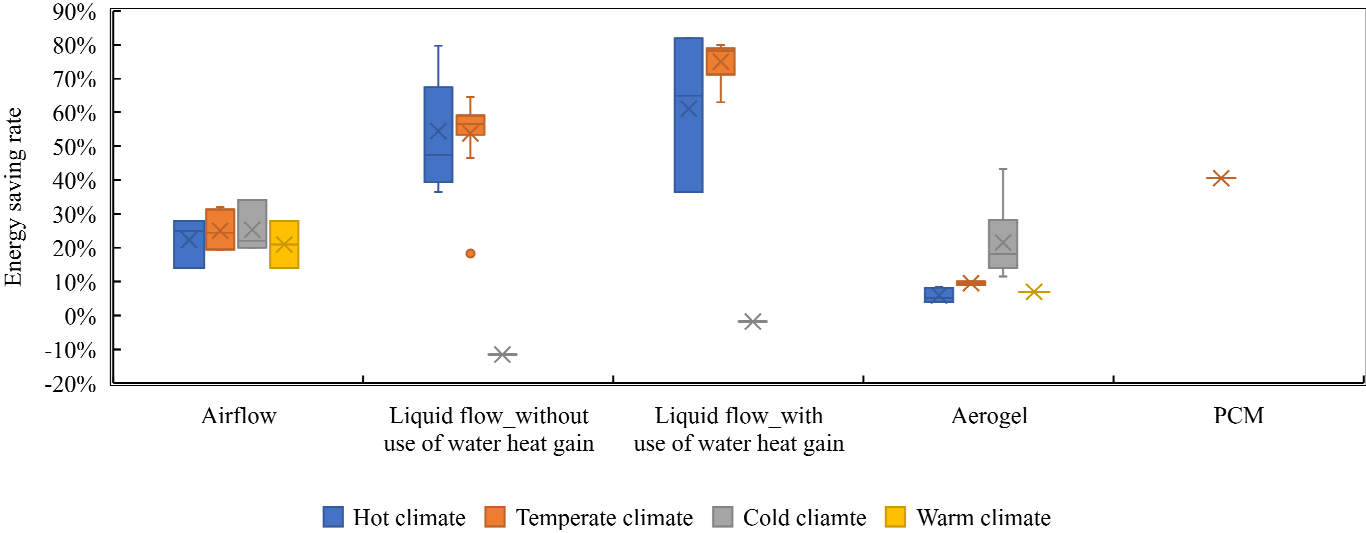 Energy saving rate
90%
80%
70%
60%
50%
40%
30%
20%
10%
0%
-10%
-20%
Airflow
Liquid flow_without
use of water heat gain
Liquid flow_with
use of water heat gain
Aerogel
PCM
Hot climate
Temperate climate
Cold cliamte
Warm climate